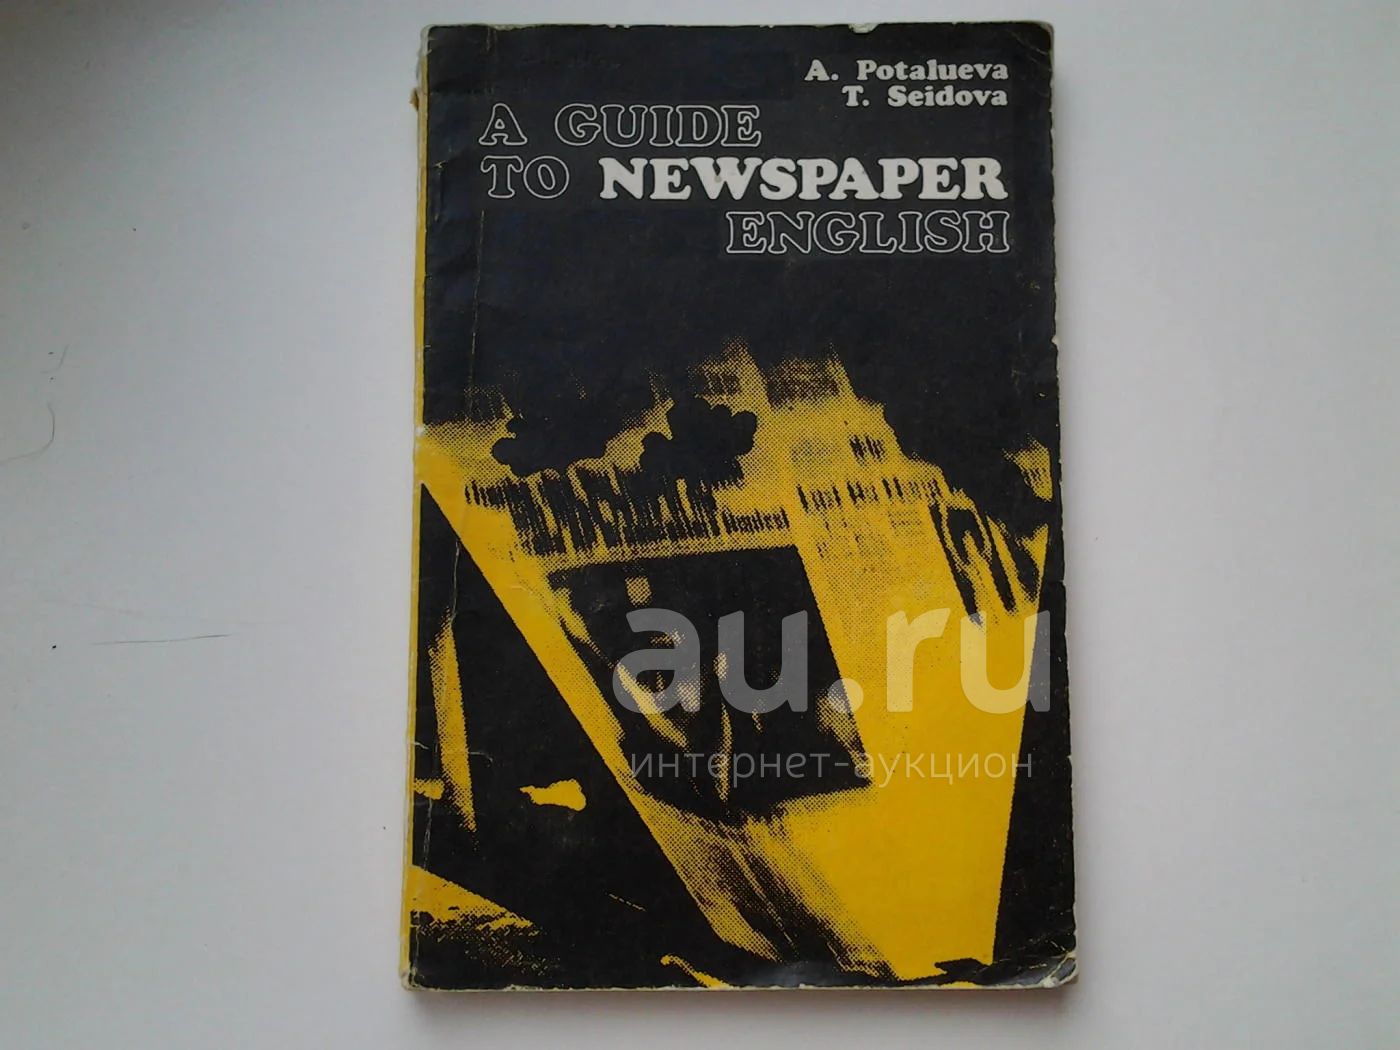 A. Potalueva
T. Seidova
A GUIDE
TO NEWSPAPER
ENGLISH
au.ru
интернет-аукцион